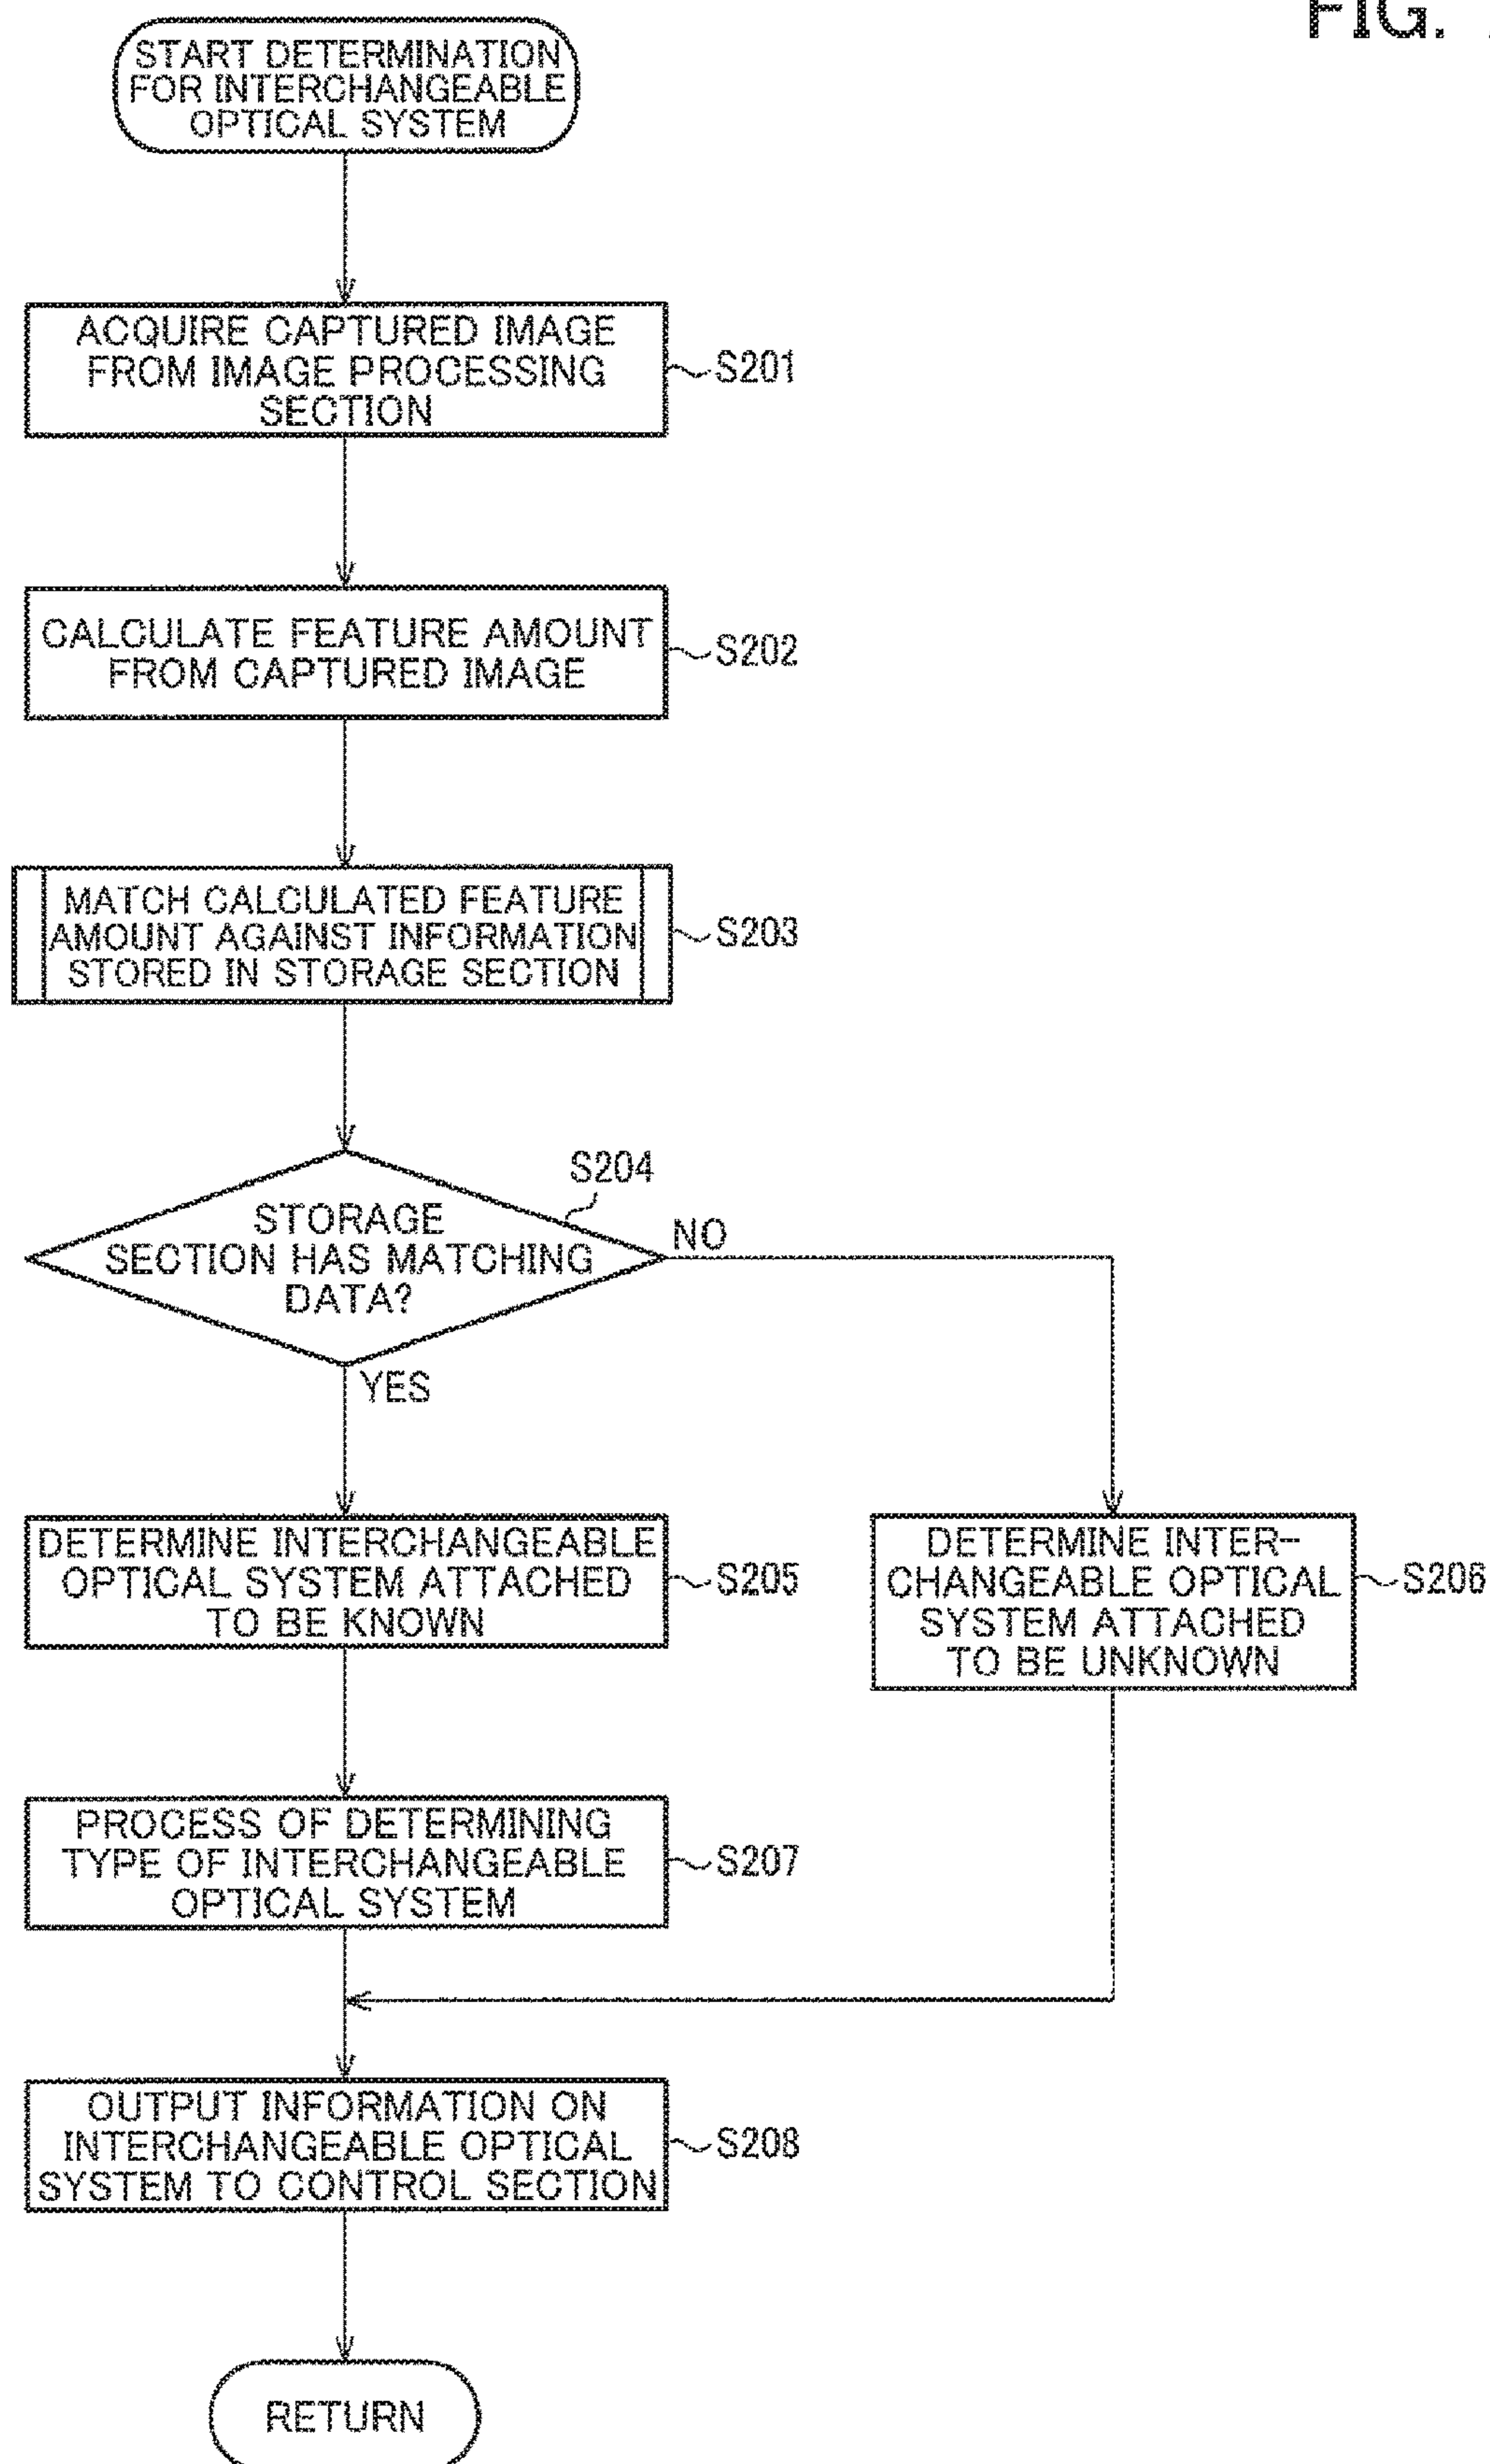 FIG.
START DETERMINATION
FOR INTERCHANGEABLE
OPTICAL SYSTEM
ACQUIRE CAPTURED IMAGE
FROM IMAGE PROCESSING
SECTION
S201
CALCULATE FEATURE AMOUNT
FROM CAPTURED IMAGE
S202
MATCH CALCULATED FEATURE
AMOUNT AGAINST INFORMATION
STORED IN STORAGE SECTION
S203
S204
STORAGE
SECTION HAS MATCHING
DATA?
NO
YES
DETERMINE INTERCHANGEABLE
OPTICAL SYSTEM ATTACHED
TO BE KNOWN
S205
DETERMINE INTER-
CHANGEABLE OPTICAL
SYSTEM ATTACHED
TO BE UNKNOWN
S206
PROCESS OF DETERMINING
TYPE OF INTERCHANGEABLE
OPTICAL SYSTEM
S207
OUTPUT INFORMATION ON
INTERCHANGEABLE OPTICAL
SYSTEM TO CONTROL SECTION
S208
RETURN